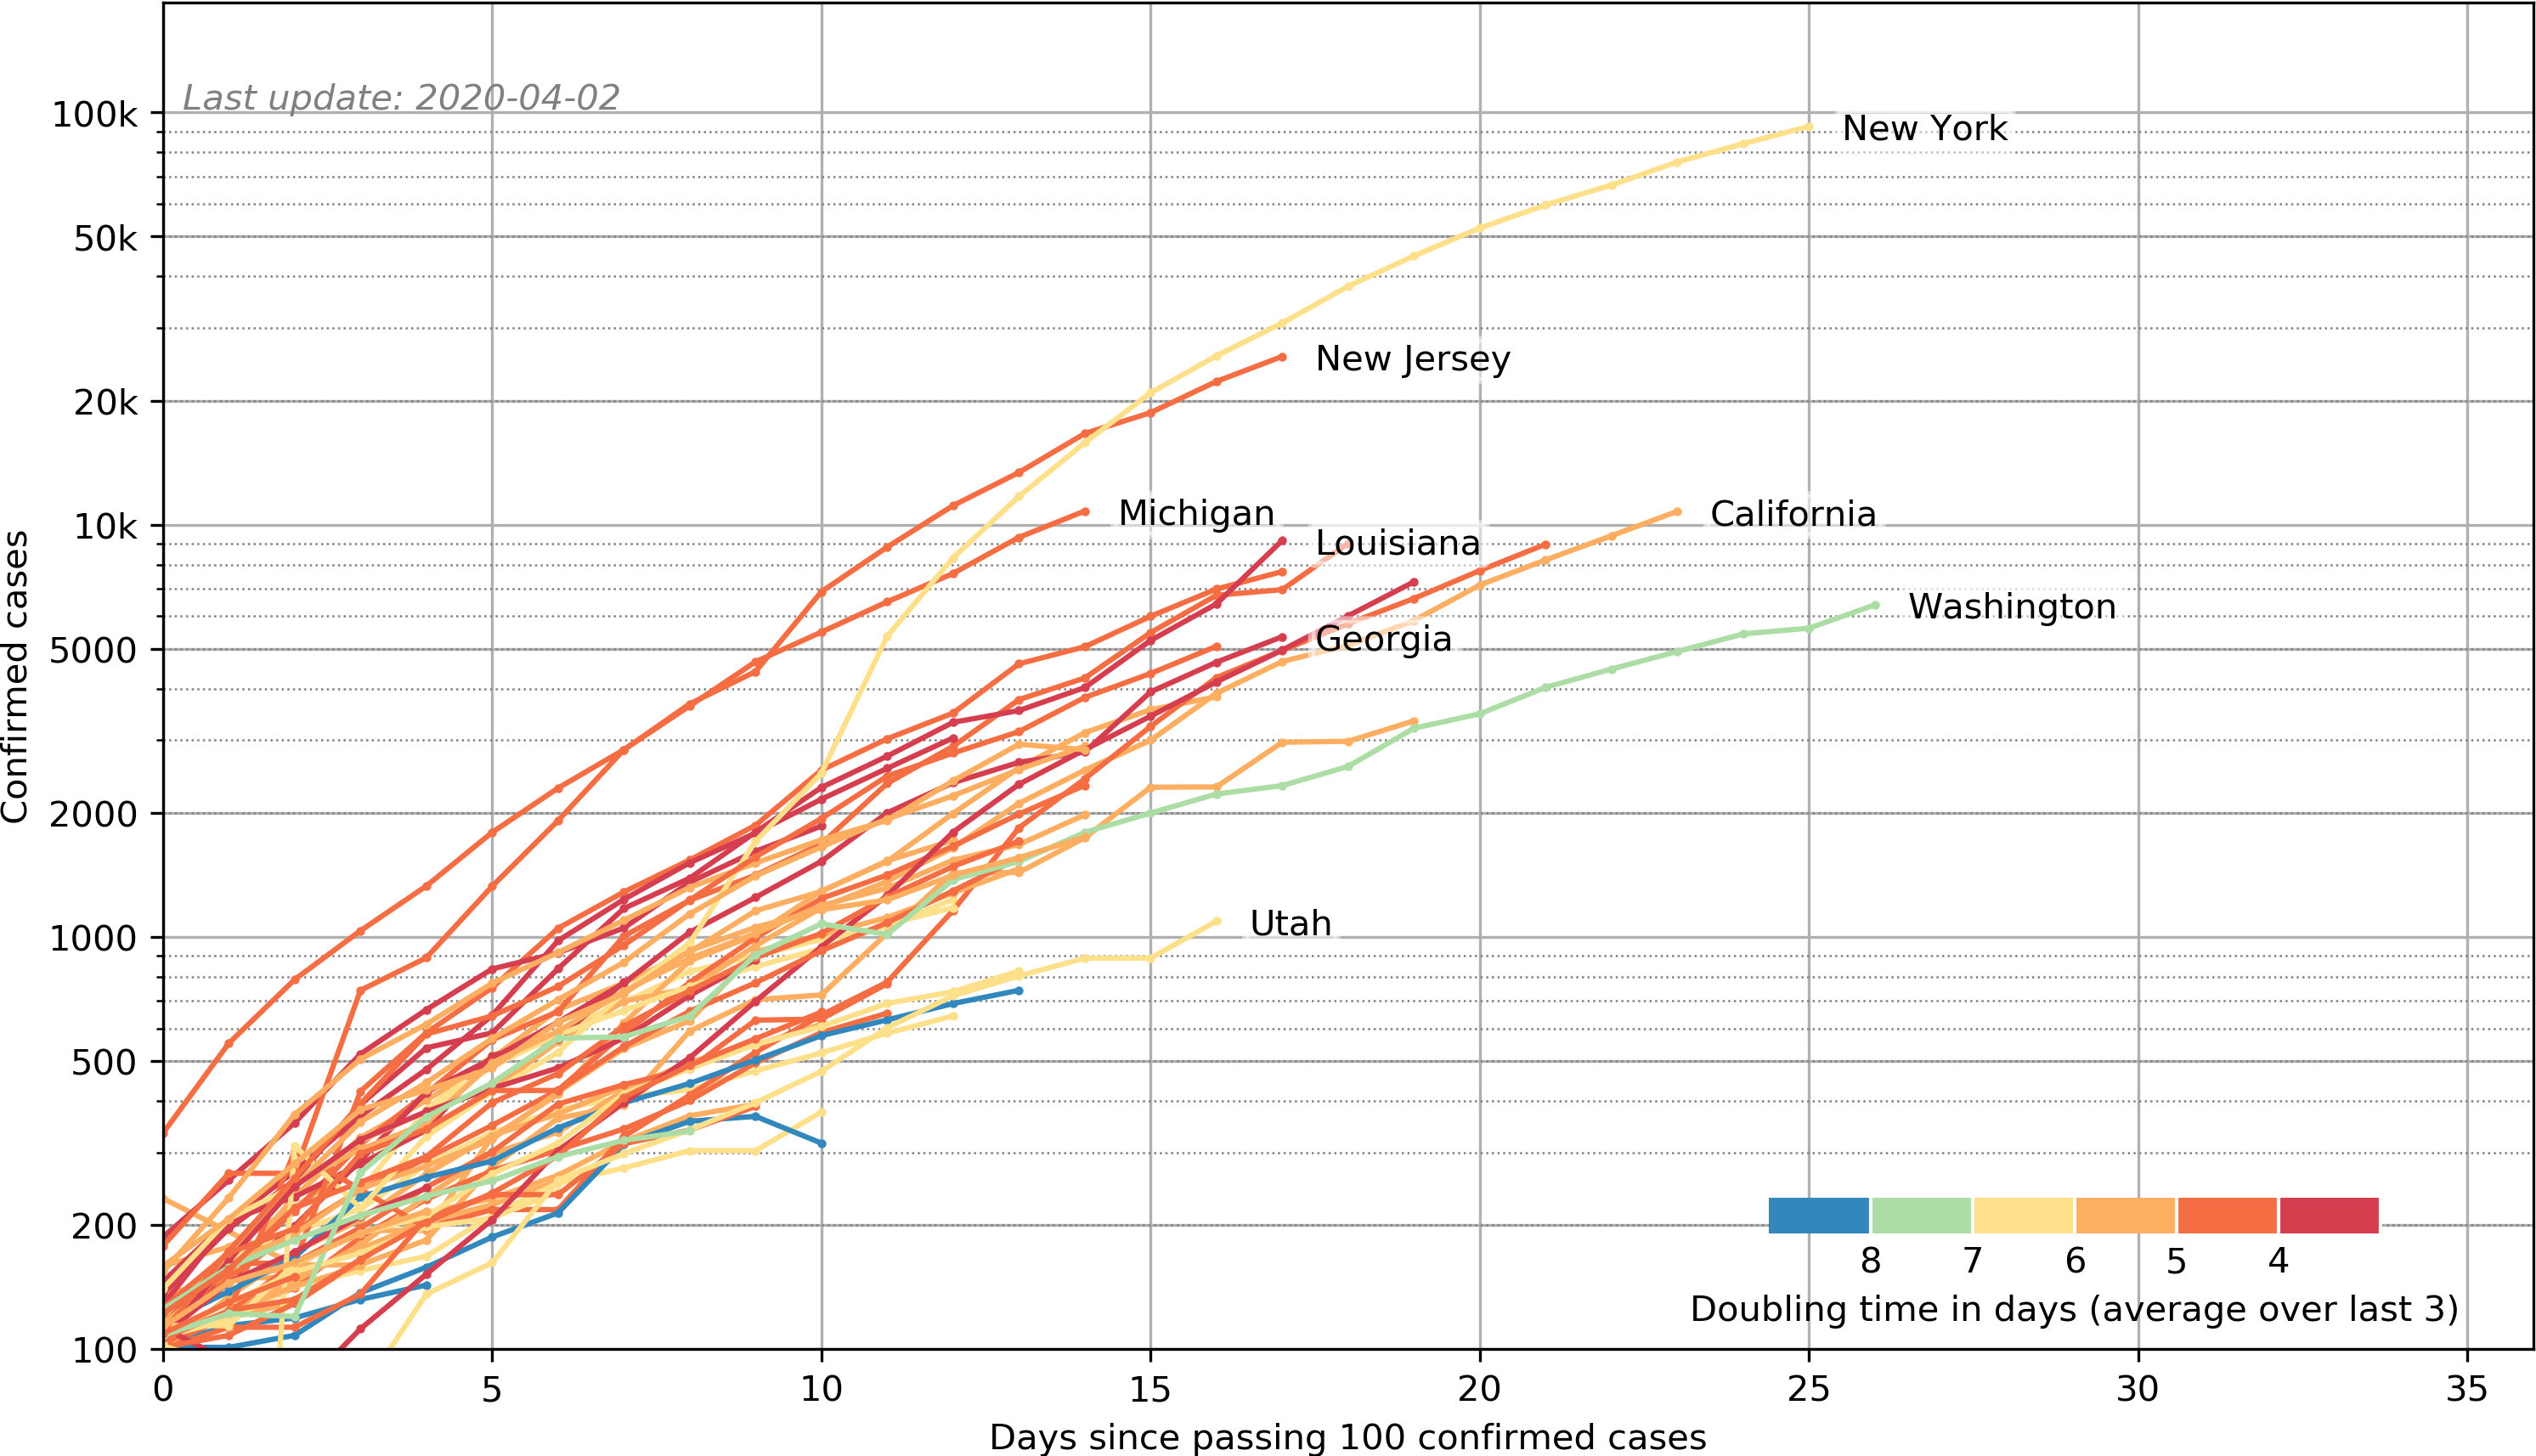 Last update: 2020-04-02
100k
50k
20k
10k
5000
2000
1000
500
200
100
Confirmed cases
New York
New Jersey
Michigan
California
Louisiana
Washington
Georgia
Utah
8 7 6 5 4
Doubling time in days (average over last 3)
0 5 10 15 20 25 30 35
Days since passing 100 confirmed cases